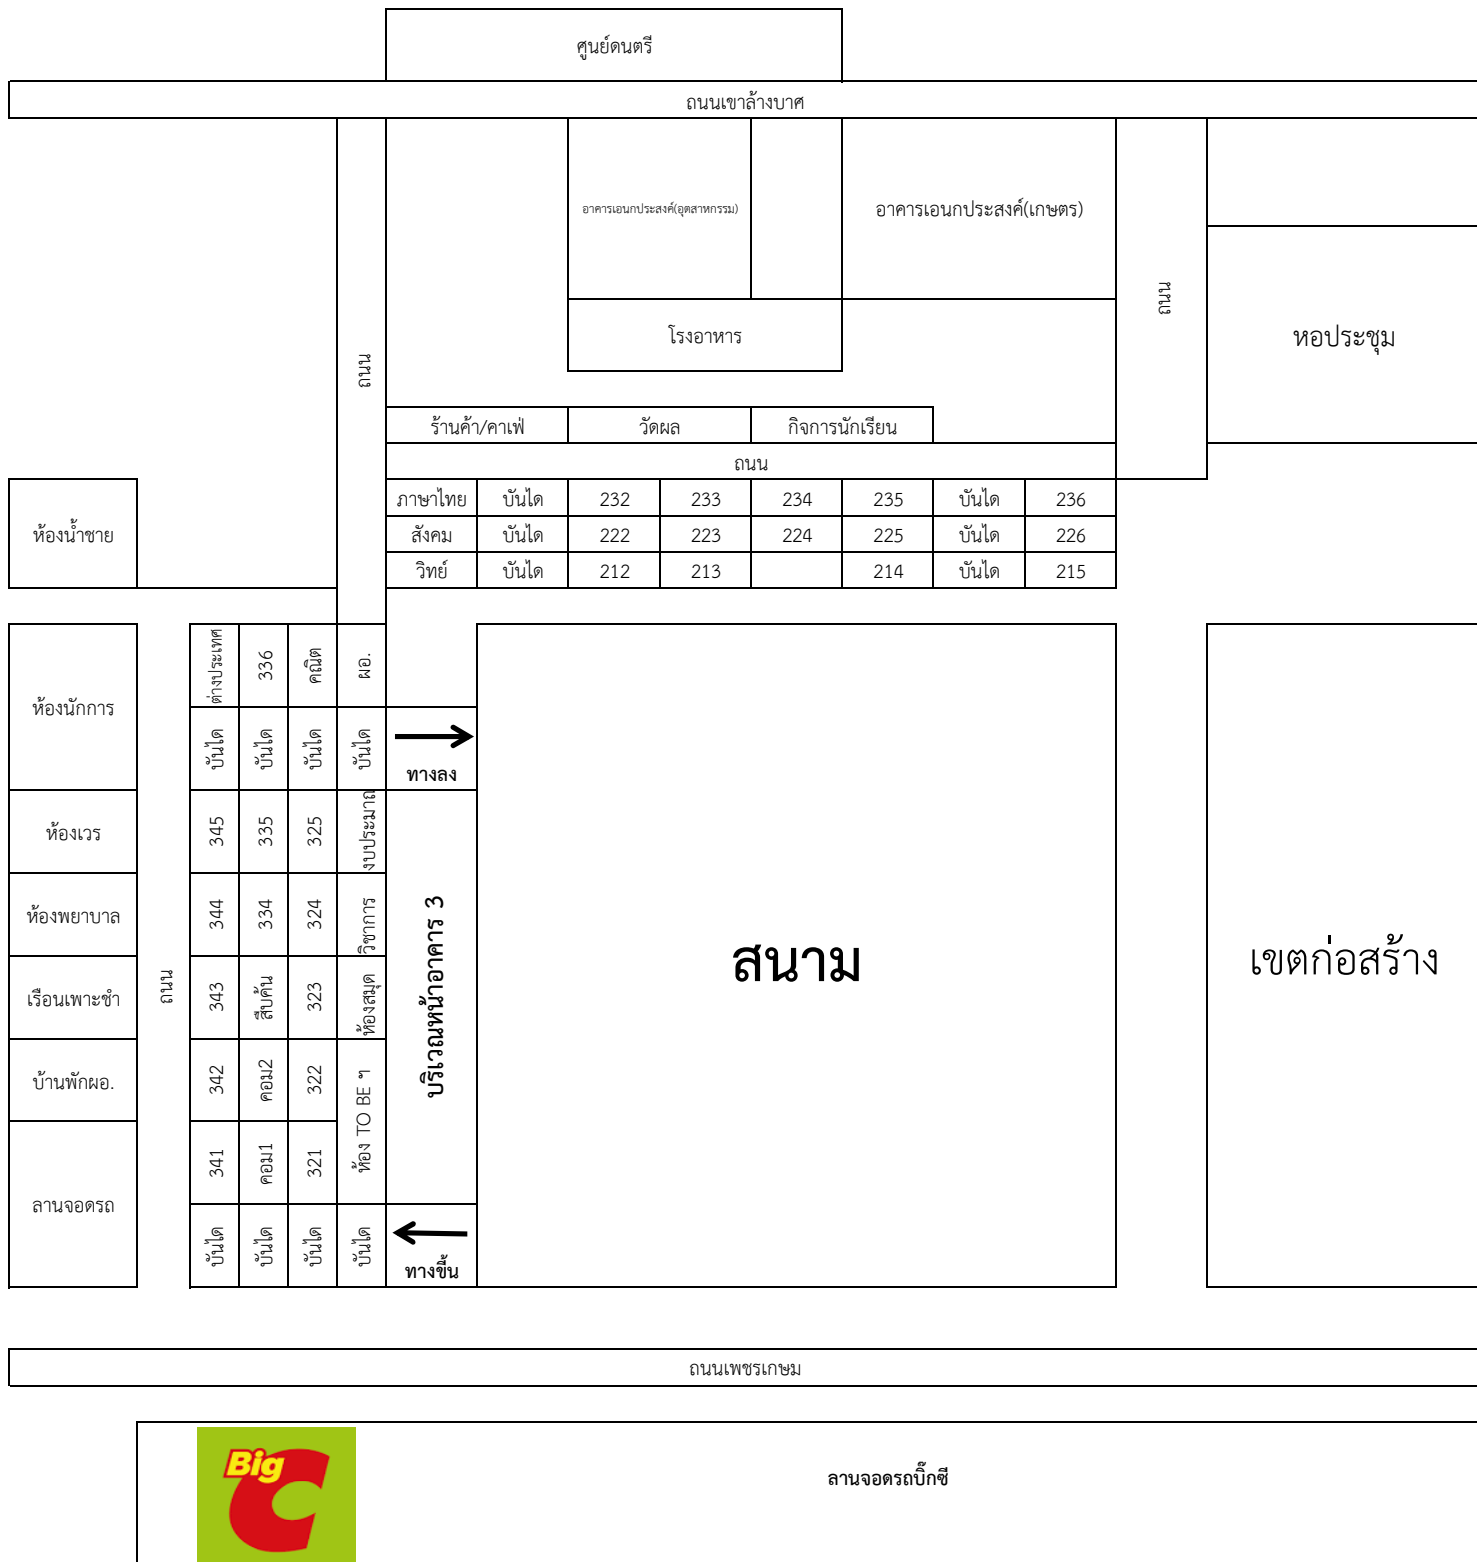 ศูนย์ดนตรี
ถนนเขาล้างบาศ
อาคารเอนกประสงค์(อุตสาหกรรม)
อาคารเอนกประสงค์(เกษตร)
ถนน
ถนน
หอประชุม
โรงอาหาร
ร้านค้า/คาเฟ่ วัดผล กิจการนักเรียน
ถนน
ห้องน้ำชาย
ภาษาไทย บันได 232 233 234 235 บันได 236
สังคม บันได 222 223 224 225 บันได 226
วิทย์ บันได 212 213 214 บันได 215
ห้องนักการ
ห้องเวร
ห้องพยาบาล
เรือนเพาะชำ
บ้านพักผอ.
ลานจอดรถ
ถนน
ต่างประเทศ 336 คณิต ผอ.
บันได บันได บันได บันได
ทางลง
345 335 325 งบประมาณ
344 334 324 วิชาการ
343 สืบค้น 323 ห้องสมุด
342 คอม2 322 ห้อง TO BE ฯ
341 คอม1 321
บันได บันได บันได บันได
ทางขึ้น
บริเวณหน้าอาคาร 3
สนาม
เขตก่อสร้าง
ถนนเพชรเกษม
Big C
ลานจอดรถบิ๊กซี